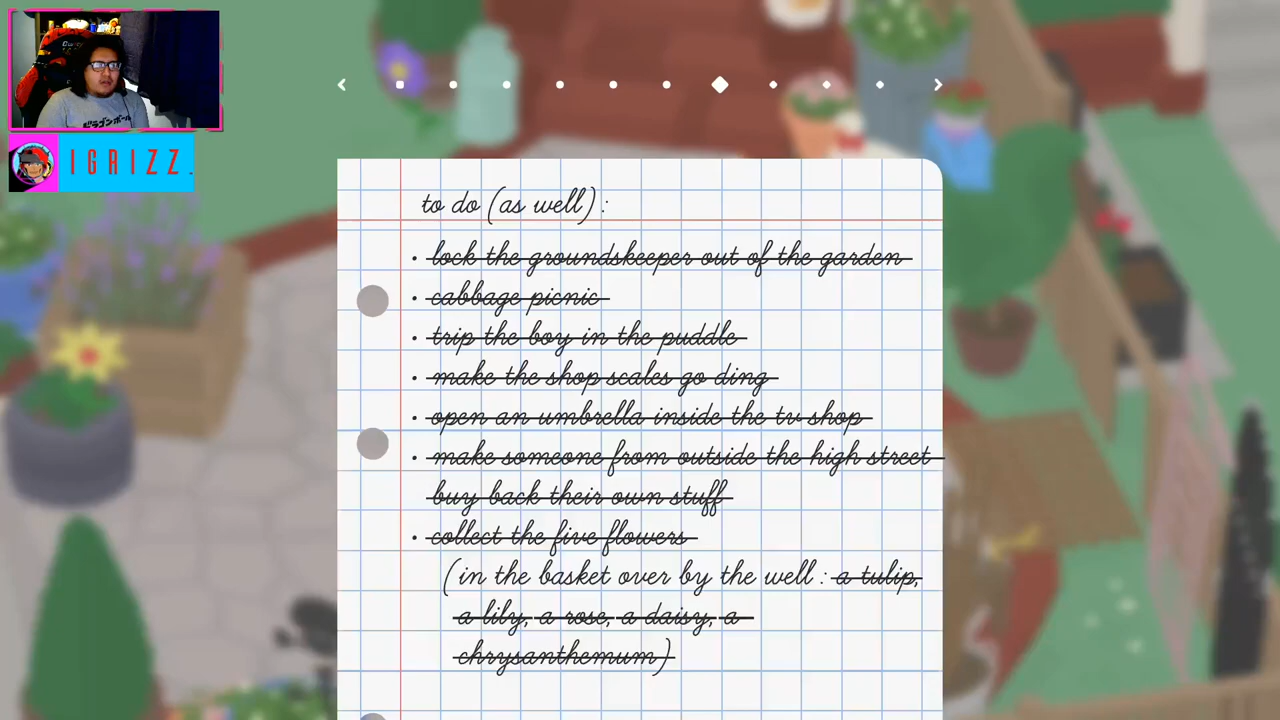 IGRIZZ.
to do (as well) :
• lock the groundskeeper out of the garden
• cabbage picnic
• trip the boy in the puddle
• make the shop scales go ding
• open an umbrella inside the tv shop
• make someone from outside the high street
buy back their own stuff
• collect the five flowers
(in the basket over by the well : a tulip,
a lily, a rose, a daisy, a
chrysanthemum)